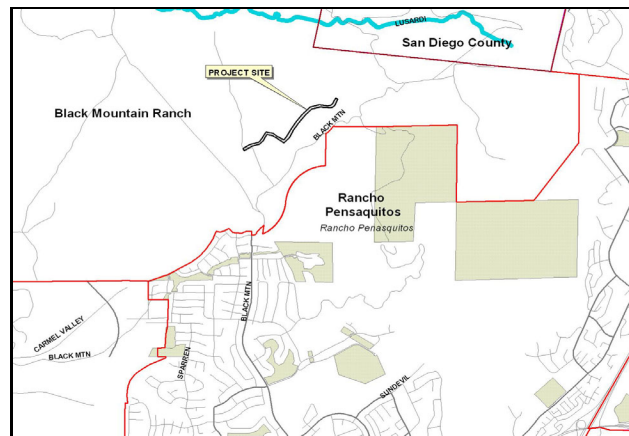 LUSARDI
San Diego County
PROJECT SITE
Black Mountain Ranch
BLACK MTN
Rancho
Pensaquitos
Rancho Penasquitos
BLACK MTN
CARMEL VALLEY
BLACK MTN
SPARREN
SUNDEVIL